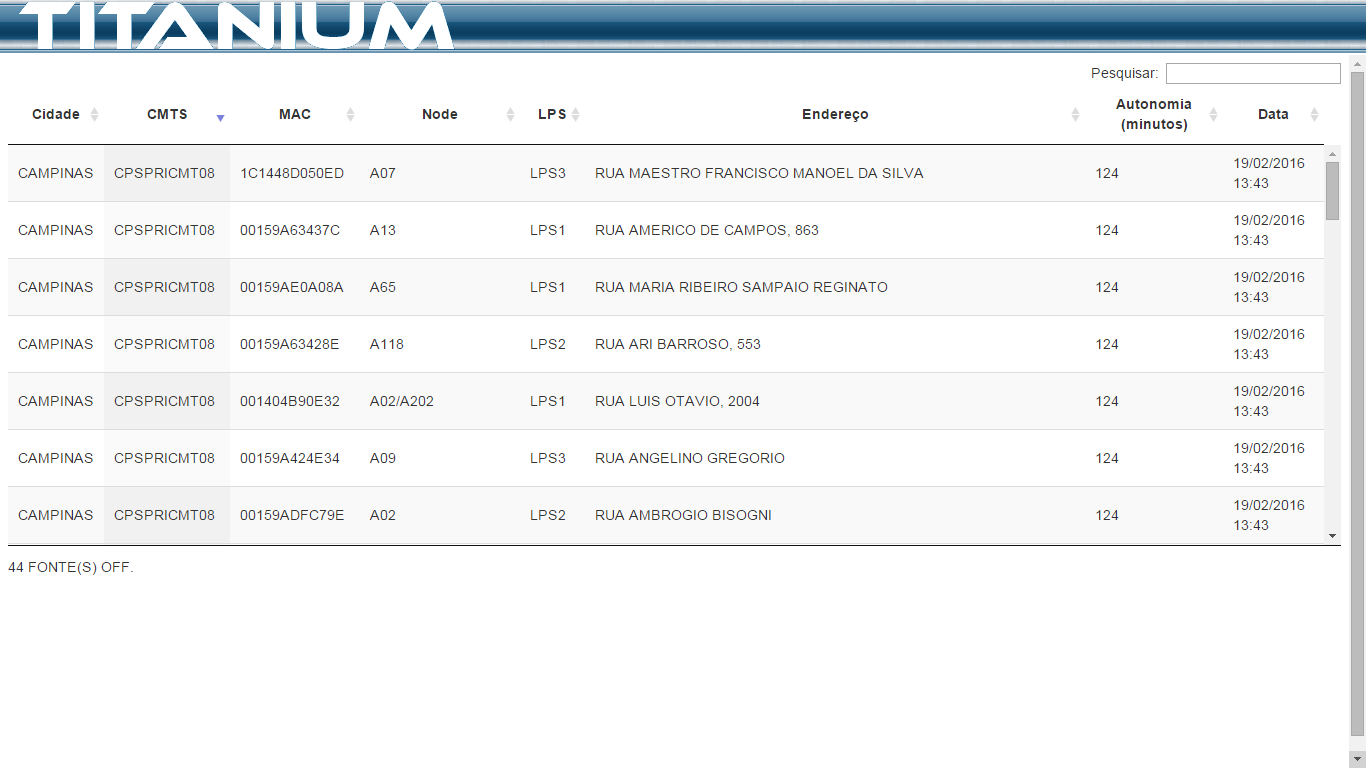 TITANIUM
Pesquisar:
Cidade CMTS MAC Node LPS Endereço Autonomia (minutos) Data
CAMPINAS CPSPRICMT08 1C1448D050ED A07 LPS3 RUA MAESTRO FRANCISCO MANOEL DA SILVA 124 19/02/2016 13:43
CAMPINAS CPSPRICMT08 00159A63437C A13 LPS1 RUA AMERICO DE CAMPOS, 863 124 19/02/2016 13:43
CAMPINAS CPSPRICMT08 00159AE0A08A A65 LPS1 RUA MARIA RIBEIRO SAMPAIO REGINATO 124 19/02/2016 13:43
CAMPINAS CPSPRICMT08 00159A63428E A118 LPS2 RUA ARI BARROSO, 553 124 19/02/2016 13:43
CAMPINAS CPSPRICMT08 001404B90E32 A02/A202 LPS1 RUA LUIS OTAVIO, 2004 124 19/02/2016 13:43
CAMPINAS CPSPRICMT08 00159A424E34 A09 LPS3 RUA ANGELINO GREGORIO 124 19/02/2016 13:43
CAMPINAS CPSPRICMT08 00159ADFC79E A02 LPS2 RUA AMBROGIO BISOGNI 124 19/02/2016 13:43
44 FONTE(S) OFF.